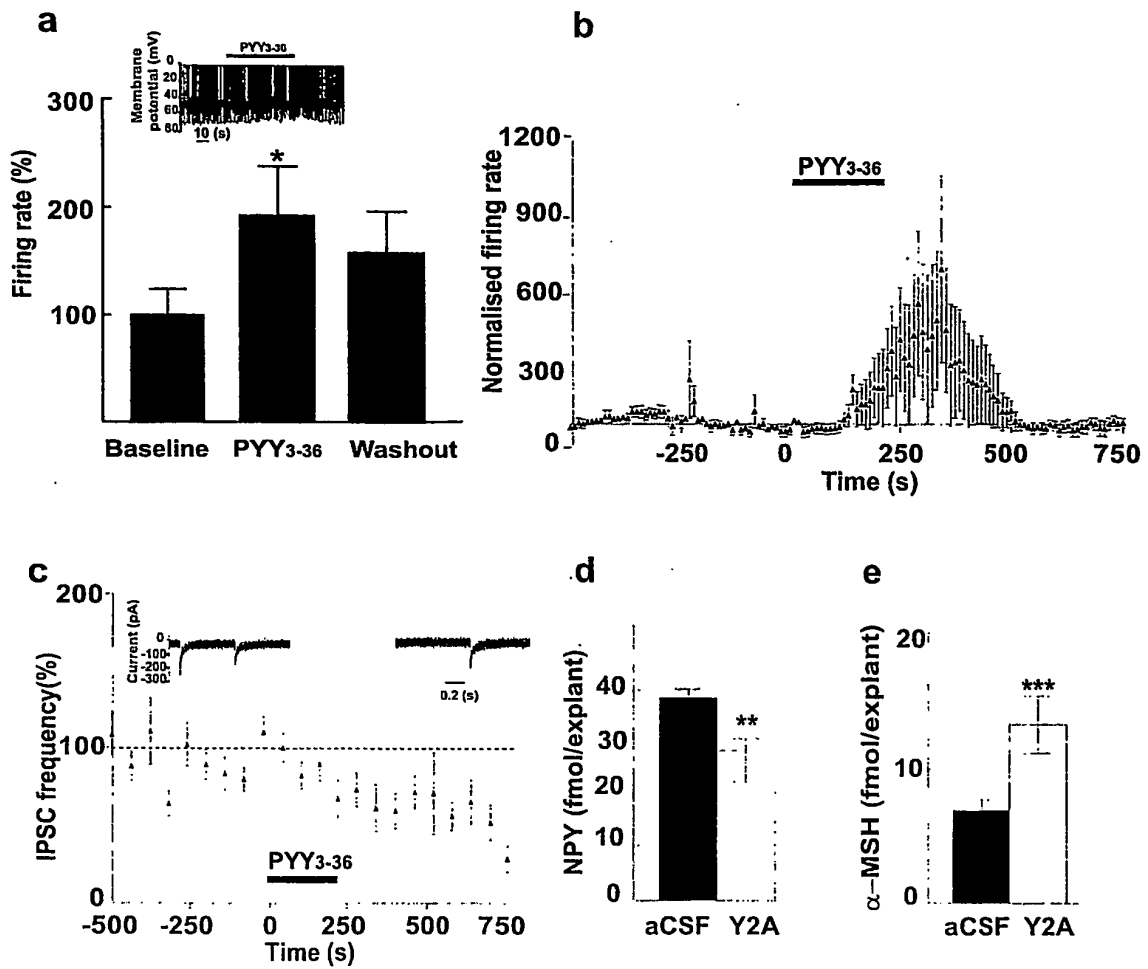 a
PYY3-36
Membrane potential (mV)
0
20
40
60
80
10 (s)
Firing rate (%)
300
200
100
*
Baseline PYY3-36 Washout
b
PYY3-36
Normalised firing rate
1200
900
600
300
0
-250 0 250 500 750
Time (s)
c
IPSC frequency(%)
200
100
0
Current (pA)
0
-100
-200
-300
0.2 (s)
PYY3-36
-500 -250 0 250 500 750
Time (s)
d
NPY (fmol/explant)
40
30
20
10
0
**
aCSF Y2A
e
α-MSH (fmol/explant)
20
10
0
***
aCSF Y2A